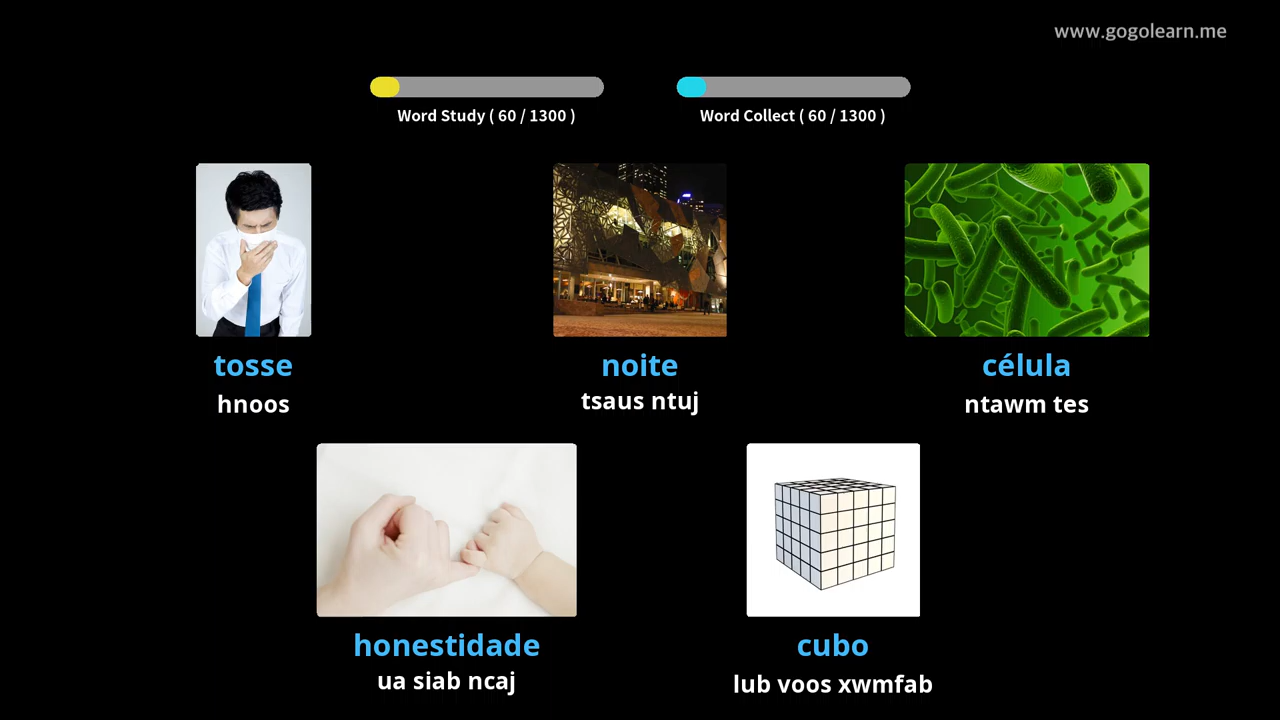 www.gogolearn.me
Word Study ( 60 / 1300 )
Word Collect ( 60 / 1300 )
tosse
hnoos
noite
tsaus ntuj
célula
ntawm tes
honestidade
ua siab ncaj
cubo
lub voos xwmfab